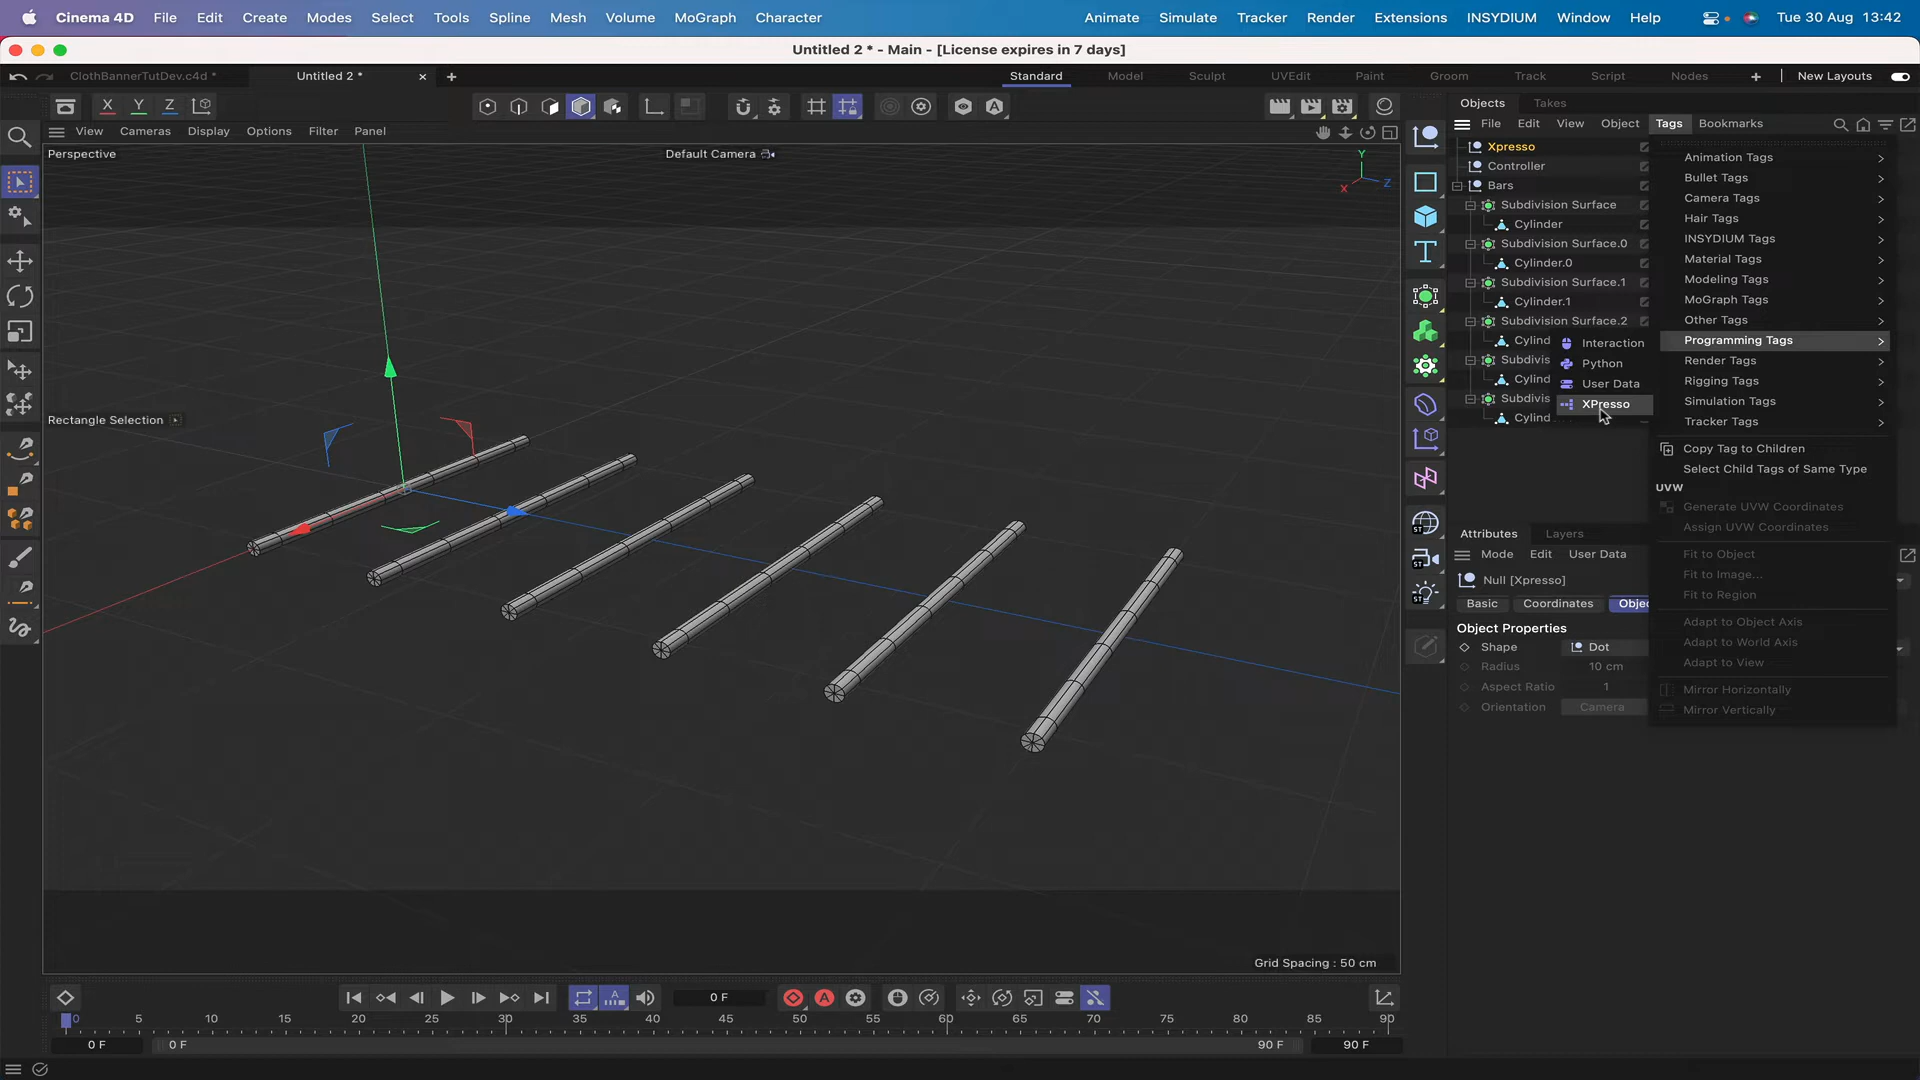 Cinema 4D File Edit Create Modes Select Tools Spline Mesh Volume MoGraph Character Animate Simulate Tracker Render Extensions INSYDIUM Window Help Tue 30 Aug 13:42
Untitled 2 * - Main - [License expires in 7 days]
ClothBannerTutDev.c4d * Untitled 2 * Standard Model Sculpt UVEdit Paint Groom Track Script Nodes New Layouts
X Y Z
Objects Takes
View Cameras Display Options Filter Panel
File Edit View Object Tags Bookmarks
Perspective
Default Camera
Y
X
Z
Rectangle Selection
Grid Spacing : 50 cm
Xpresso
Controller
Bars
Subdivision Surface
Cylinder
Subdivision Surface.0
Cylinder.0
Subdivision Surface.1
Cylinder.1
Subdivision Surface.2
Cylind
Subdivis
Cylind
Subdivis
Cylind
Interaction
Python
User Data
XPresso
Animation Tags
Bullet Tags
Camera Tags
Hair Tags
INSYDIUM Tags
Material Tags
Modeling Tags
MoGraph Tags
Other Tags
Programming Tags
Render Tags
Rigging Tags
Simulation Tags
Tracker Tags
Copy Tag to Children
Select Child Tags of Same Type
UVW
Generate UVW Coordinates
Assign UVW Coordinates
Fit to Object
Fit to Image...
Fit to Region
Adapt to Object Axis
Adapt to World Axis
Adapt to View
Mirror Horizontally
Mirror Vertically
ST
ST
ST
Attributes Layers
Mode Edit User Data
Null [Xpresso]
Basic Coordinates Objec
Object Properties
Shape Dot
Radius 10 cm
Aspect Ratio 1
Orientation Camera
0 F
0 5 10 15 20 25 30 35 40 45 50 55 60 65 70 75 80 85 90
0 F 0 F 90 F 90 F